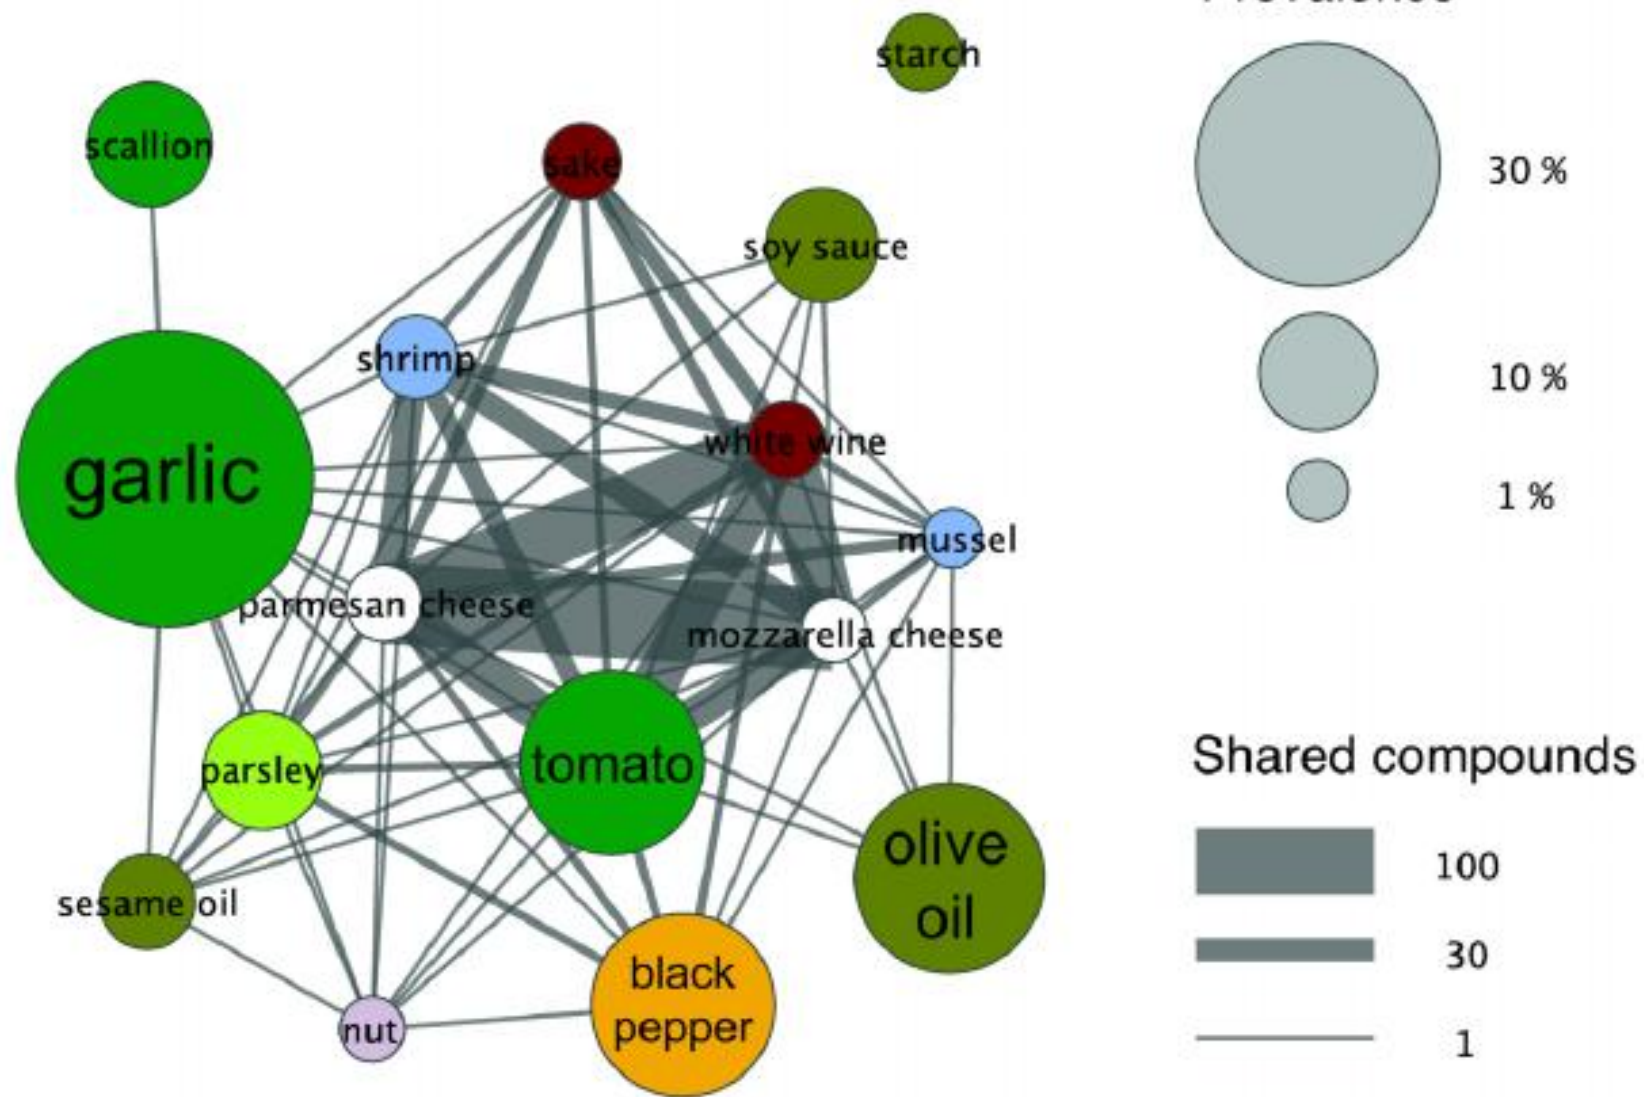 starch
scallion
sake
soy sauce
shrimp
white wine
garlic
mussel
parmesan cheese
mozzarella cheese
parsley
tomato
olive
oil
sesame oil
black
pepper
nut
30 %
10 %
1 %
Shared compounds
100
30
1